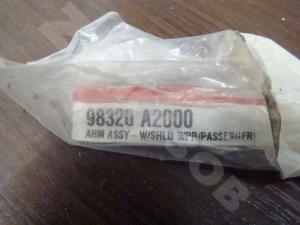 98320 A2000
ARM ASSY - W/SHLD WPR(PASSENGER)